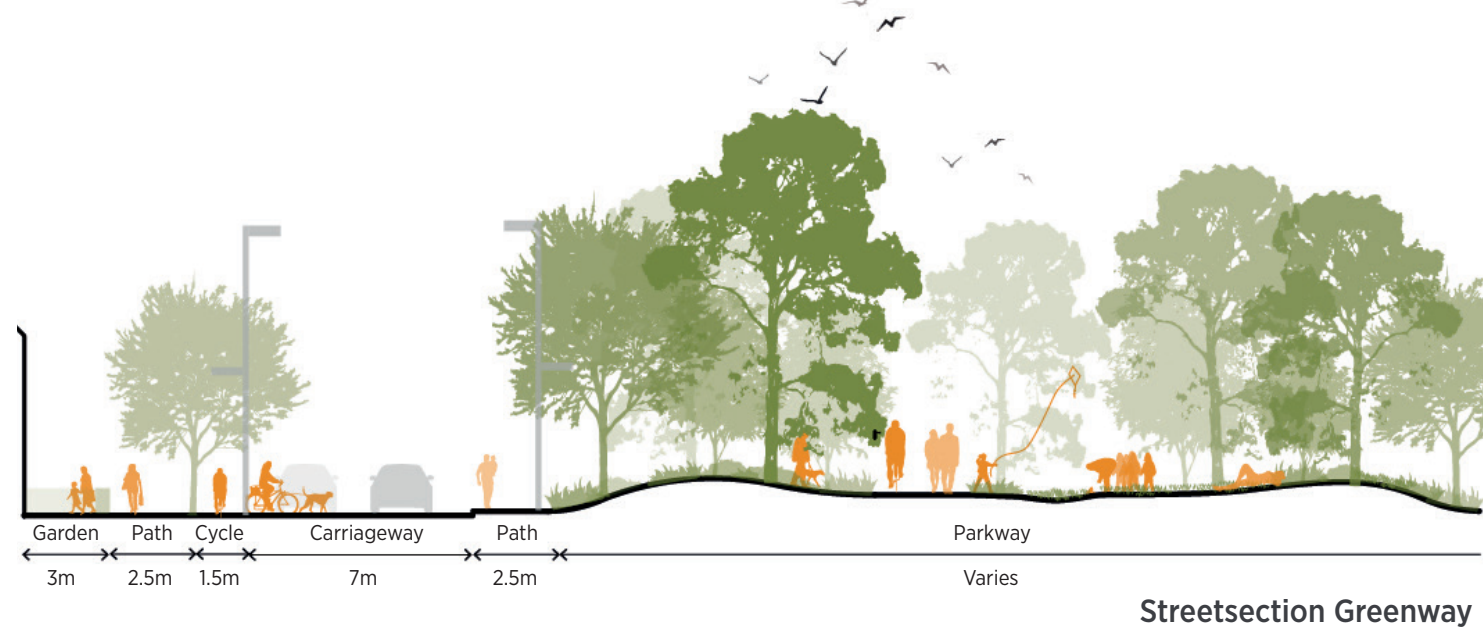 Garden Path Cycle Carriageway Path Parkway
3m 2.5m 1.5m 7m 2.5m Varies
Streetsection Greenway